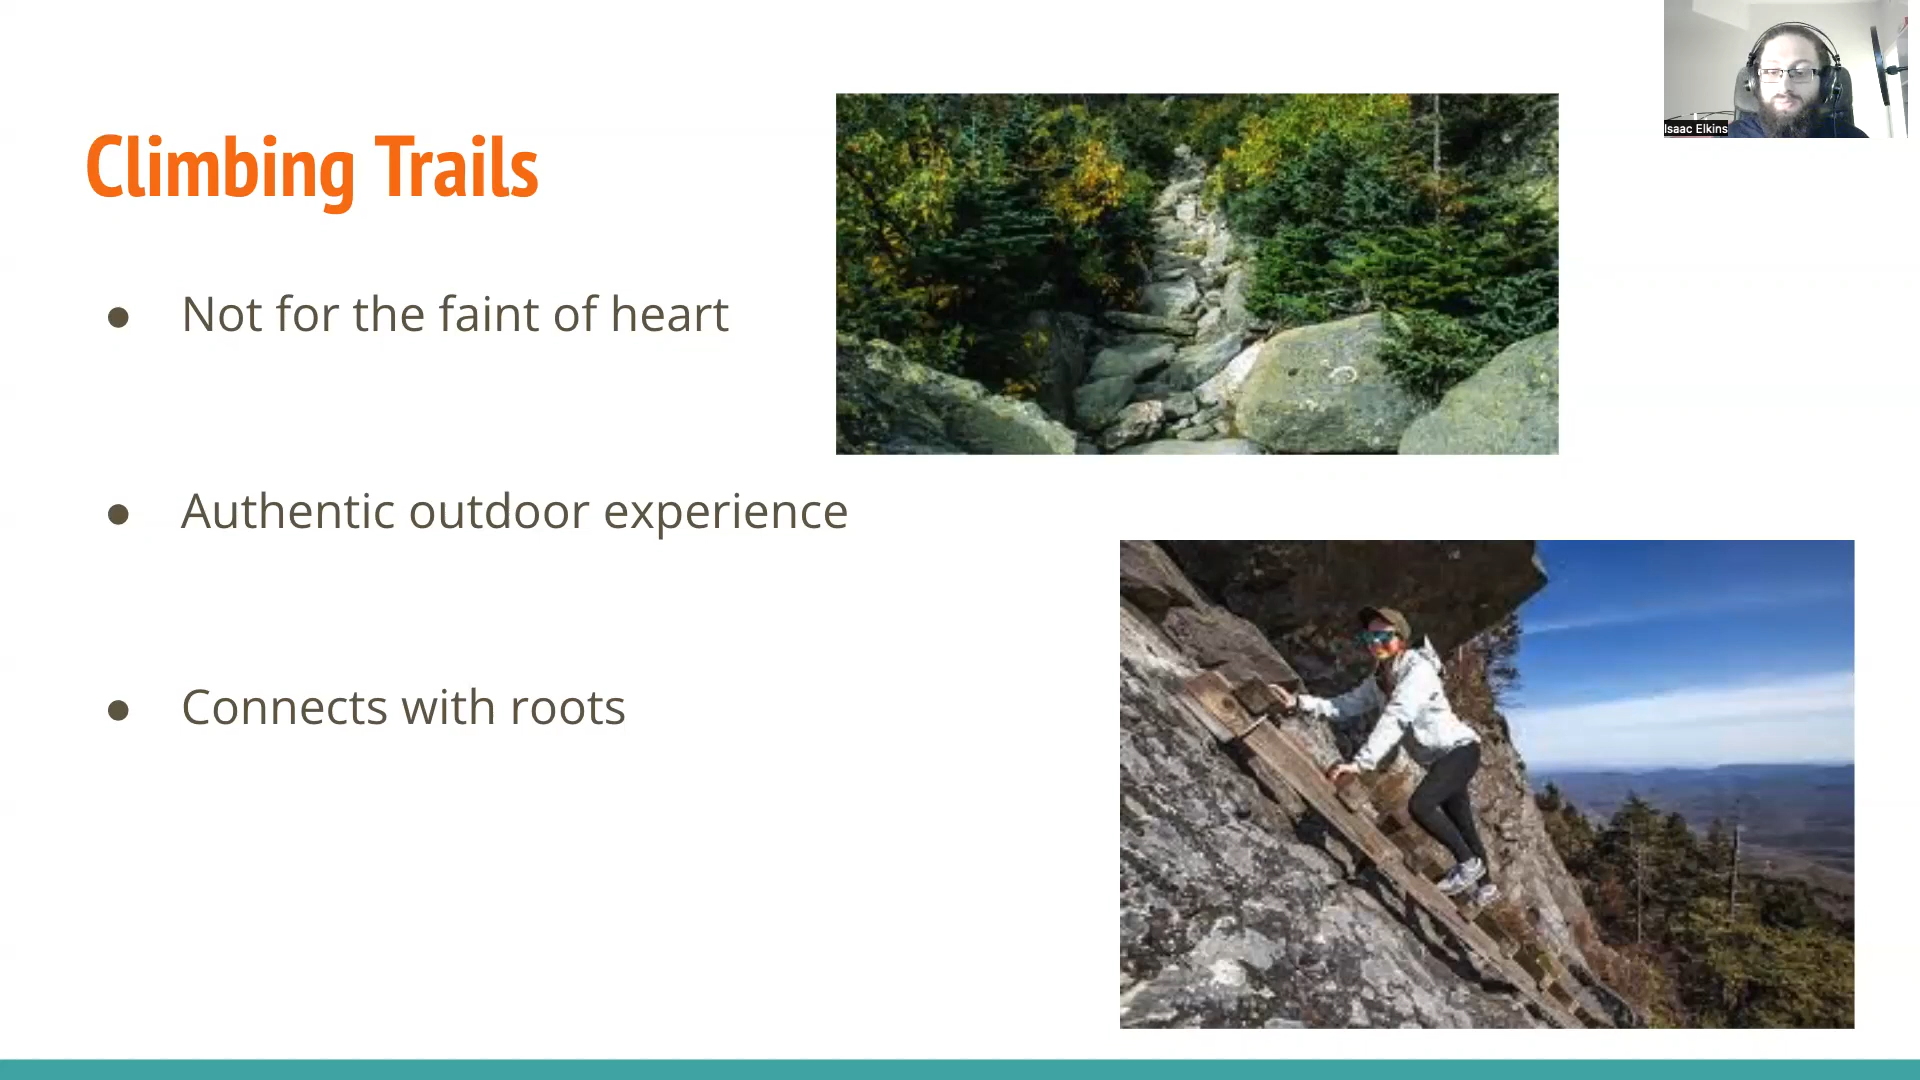 Climbing Trails
Not for the faint of heart
Authentic outdoor experience
Connects with roots
Isaac Elkins